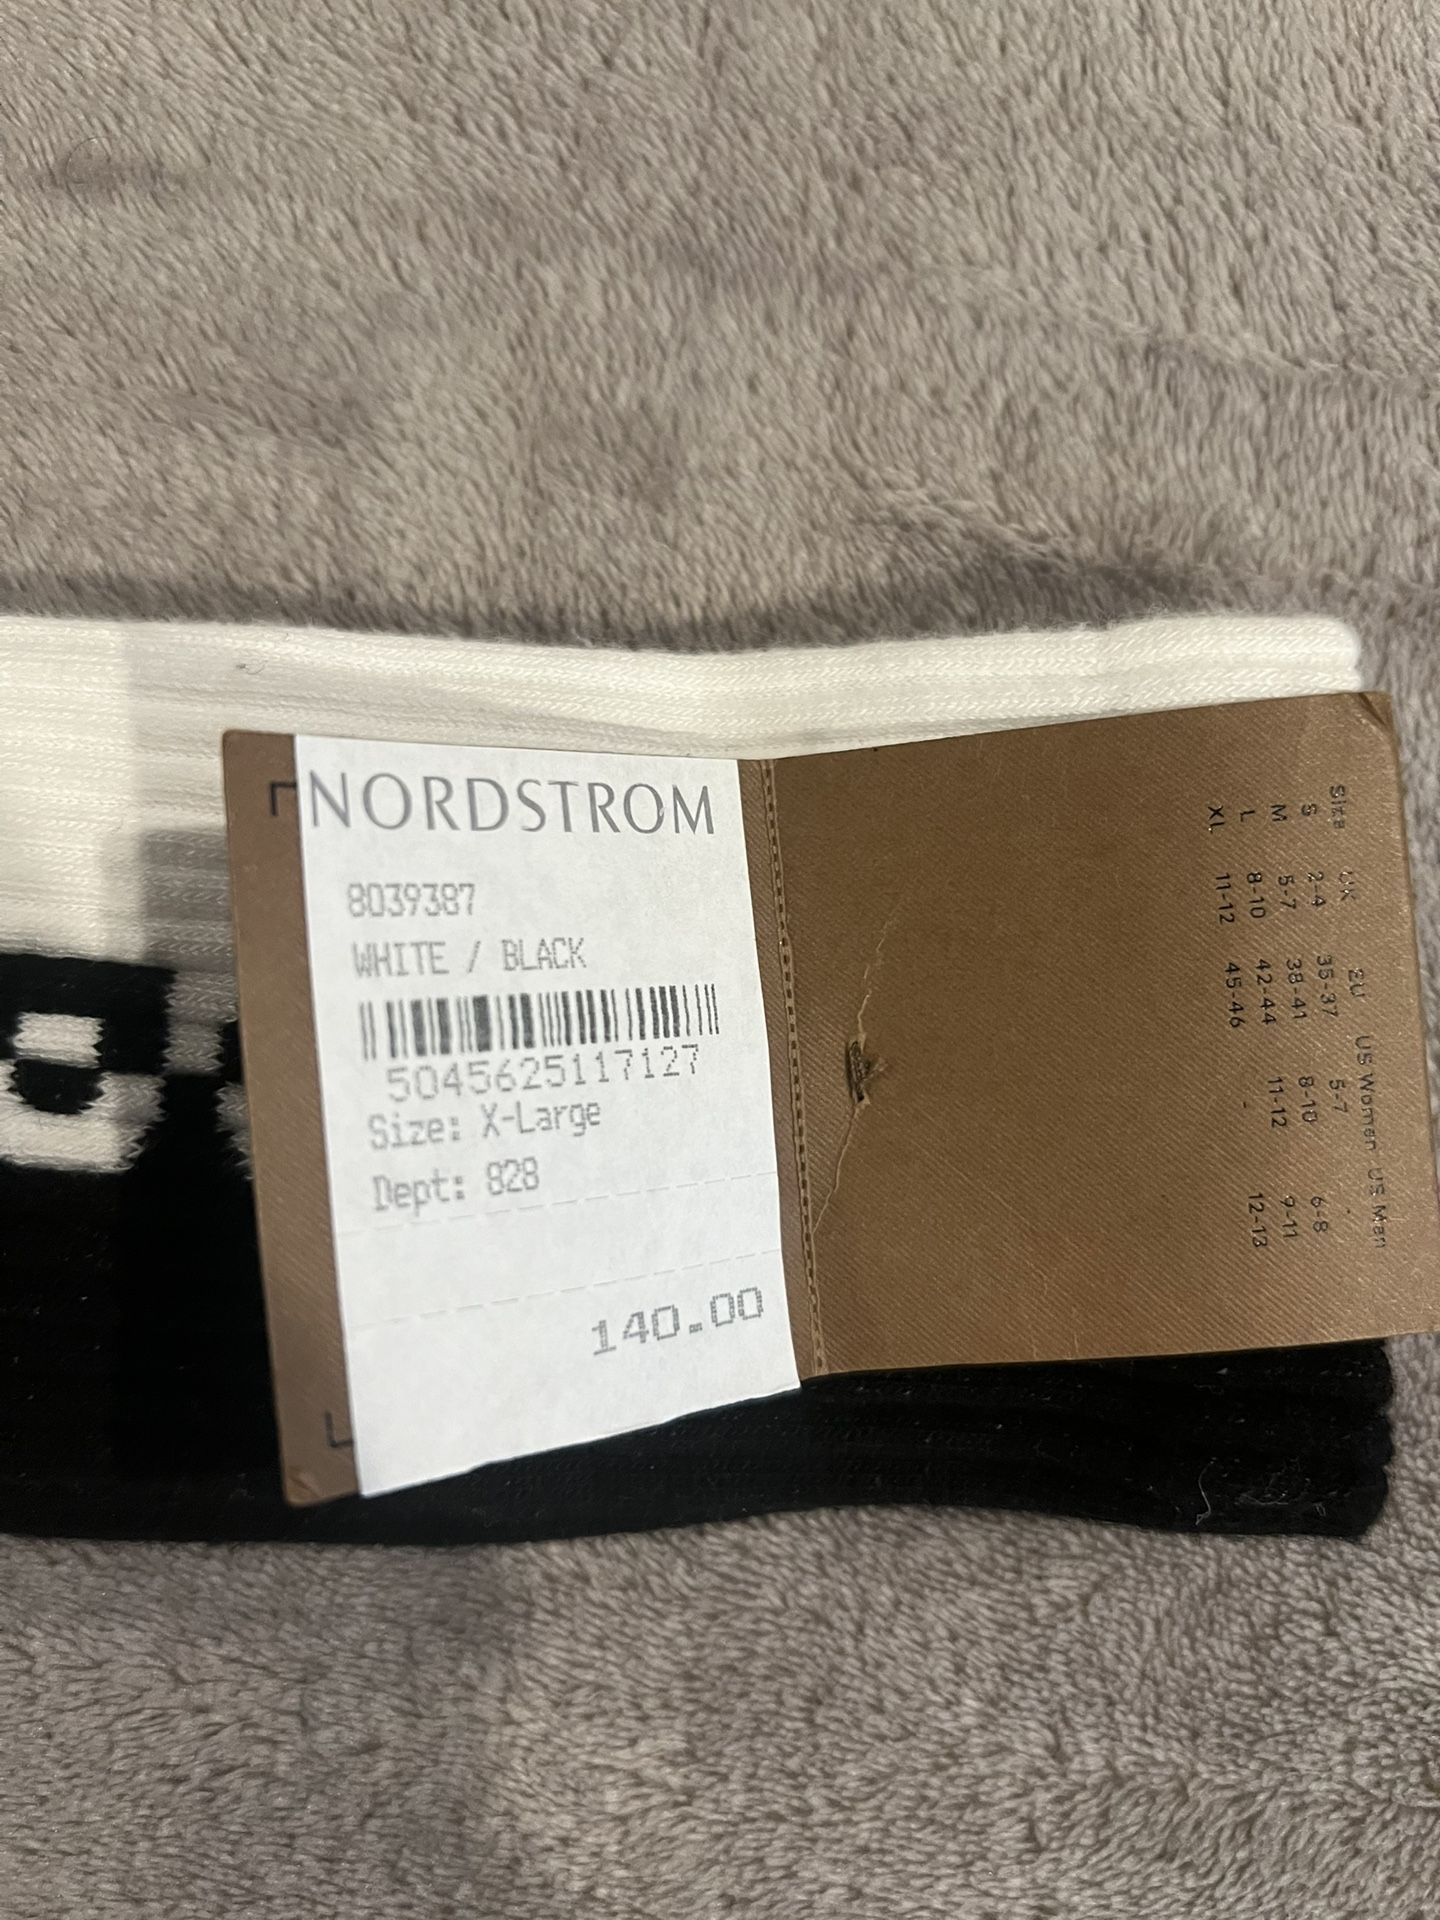 NORDSTROM
8039387
WHITE / BLACK
5045625117127
Size: X-Large
Dept: 828
140.00
Size UK EU US Women US Men
S 2-4 35-37 5-7 -
M 5-7 38-41 8-10 6-8
L 8-10 42-44 11-12 9-11
XL 11-12 45-46 - 12-13